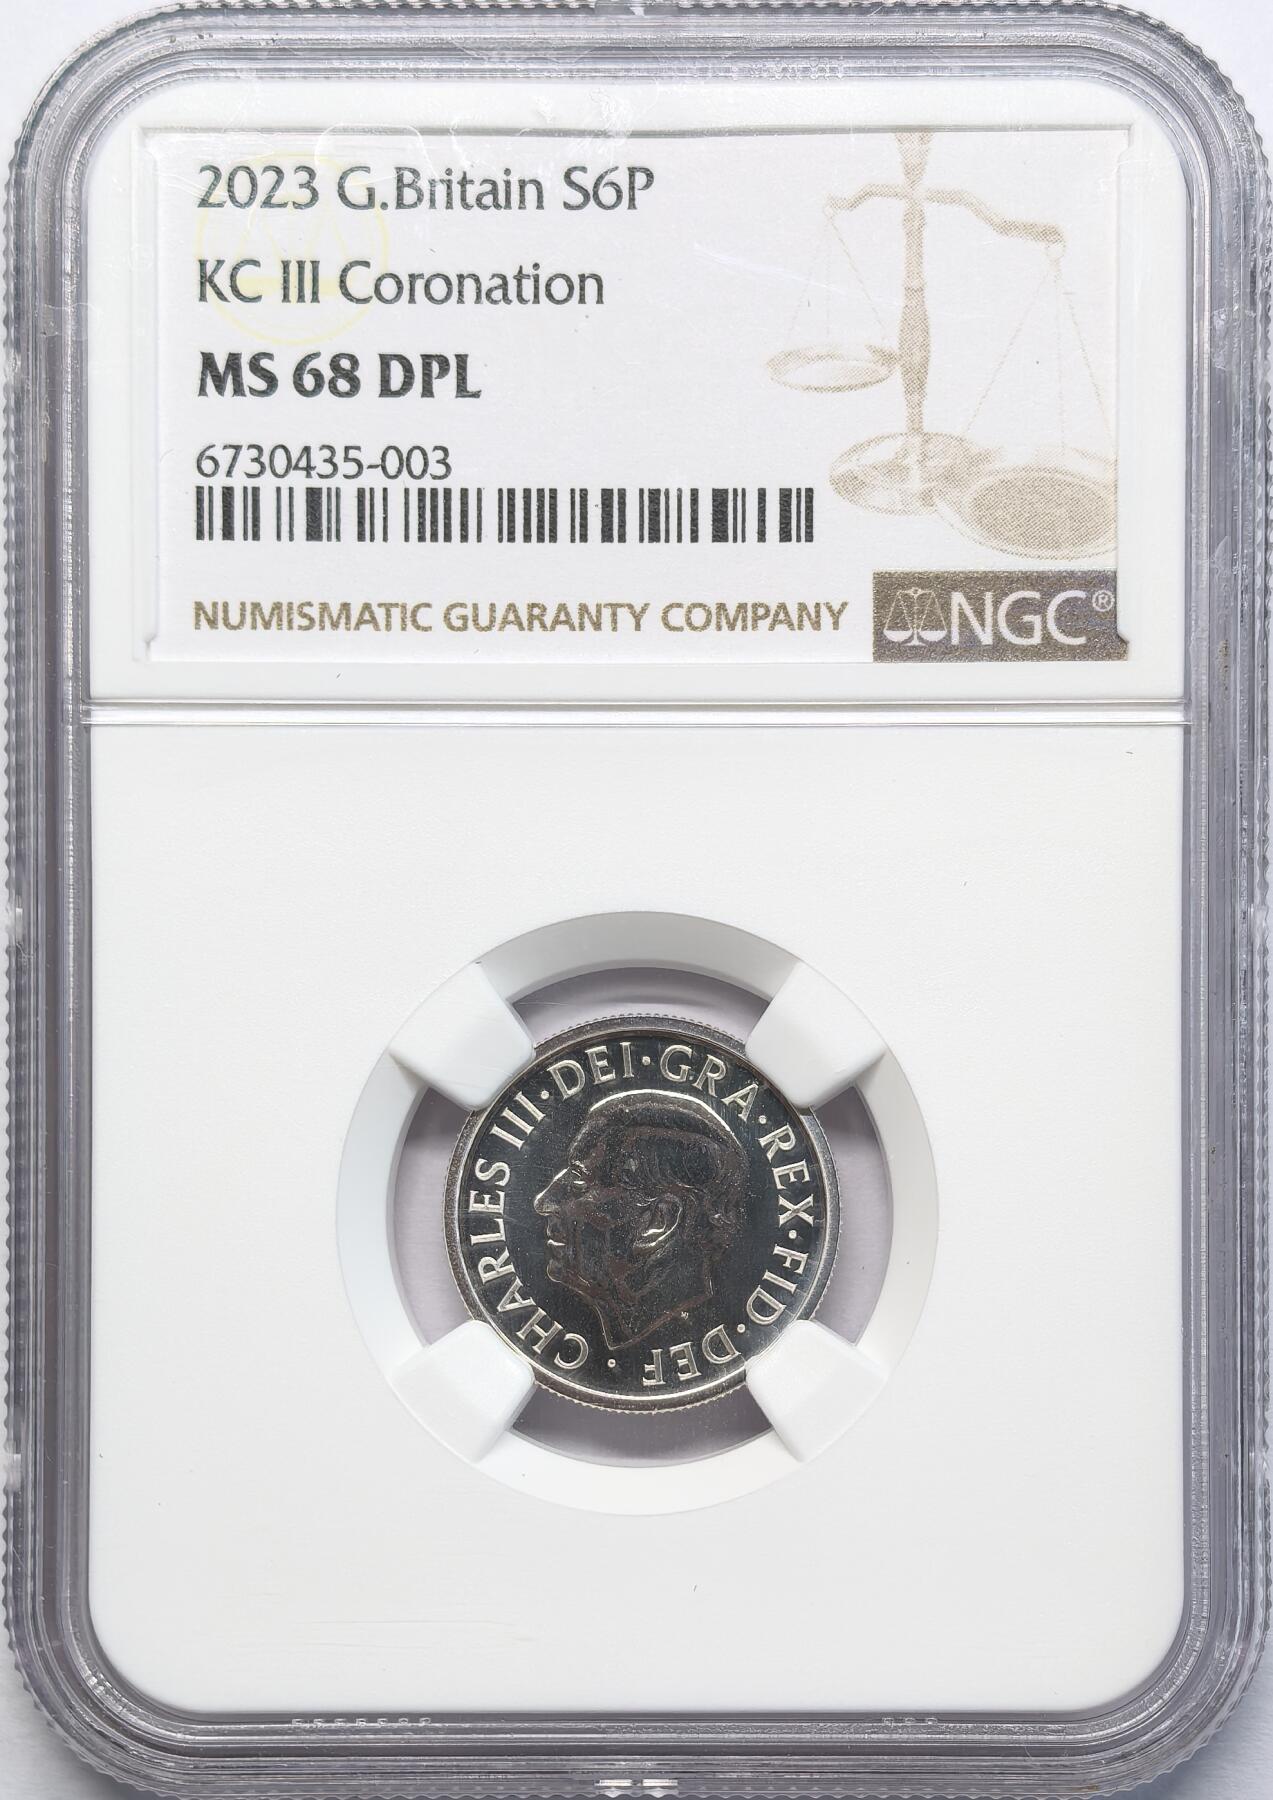 2023 G.Britain S6P
KC III Coronation
MS 68 DPL
6730435-003
NUMISMATIC GUARANTY COMPANY
NGC®
CHARLES III·DEI·GRA·REX·FID·DEF·